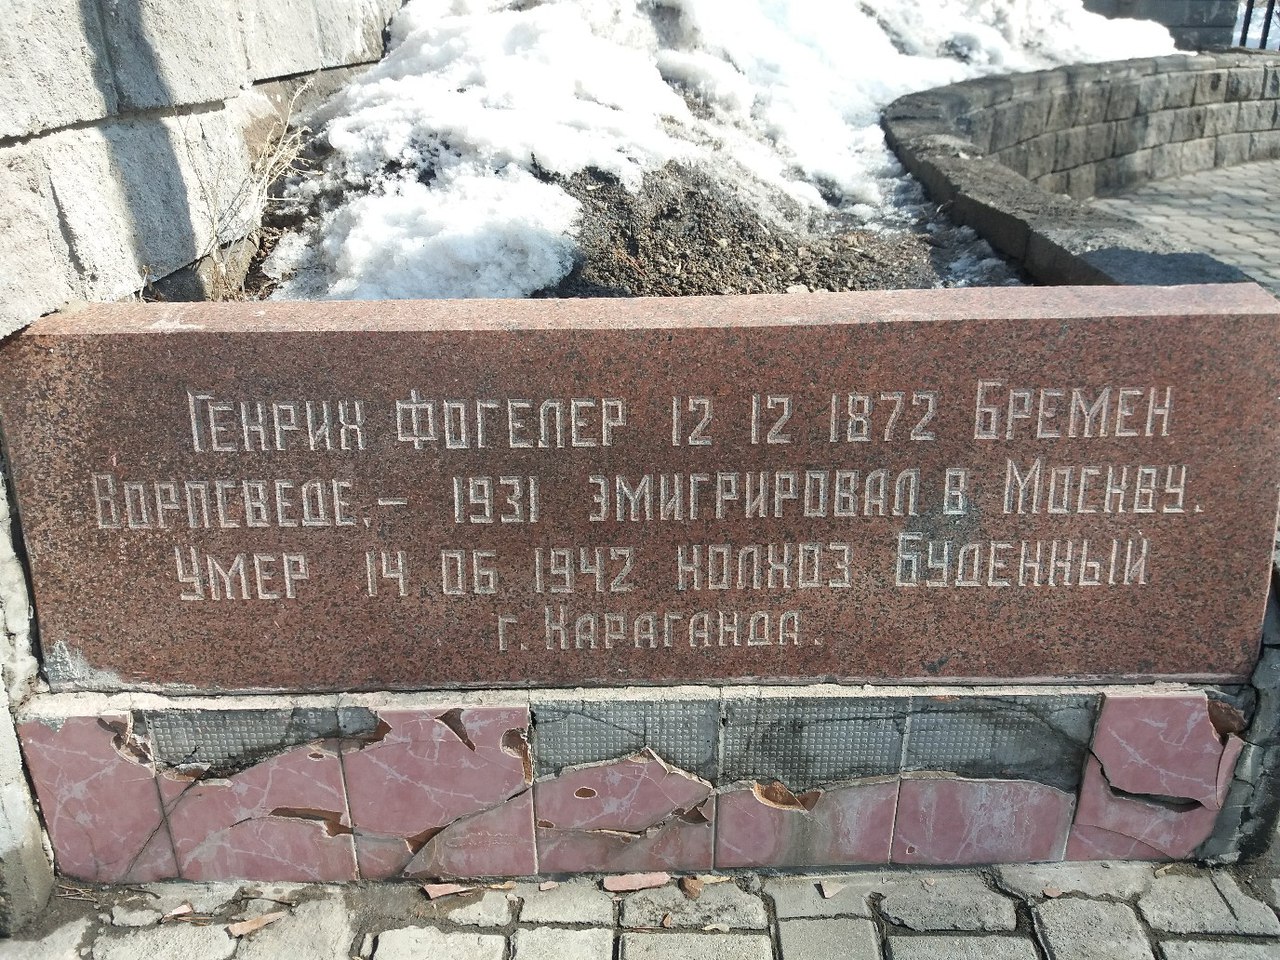 Генрих Фогелер 12 12 1872 Бремен
Ворпсведе.– 1931 эмигрировал в Москву.
Умер 14 06 1942 колхоз Буденный
г. Караганда.